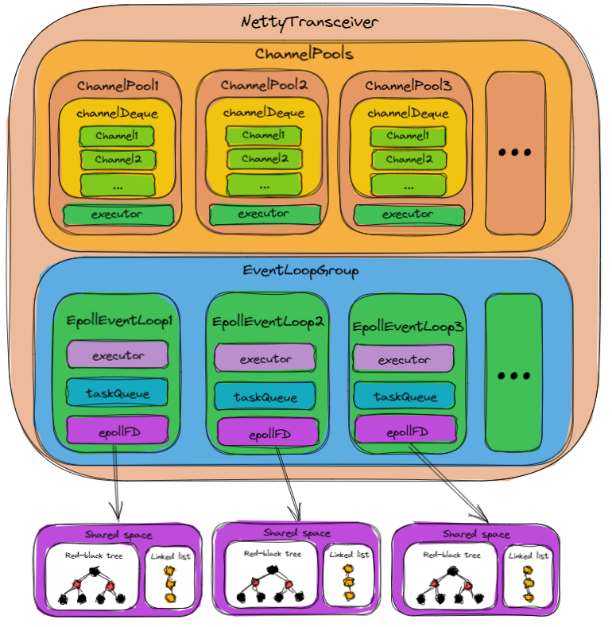 NettyTransceiver
ChannelPools
ChannelPool1
ChannelPool2
ChannelPool3
channelDeque
channelDeque
channelDeque
Channel1
Channel1
Channel1
Channel2
Channel2
Channel2
...
...
...
...
executor
executor
executor
EventLoopGroup
EpollEventLoop1
EpollEventLoop2
EpollEventLoop3
executor
executor
executor
...
taskQueue
taskQueue
taskQueue
epollFD
epollFD
epollFD
Shared space
Shared space
Shared space
Red-black tree
Linked list
Red-black tree
Linked list
Red-black tree
Linked list